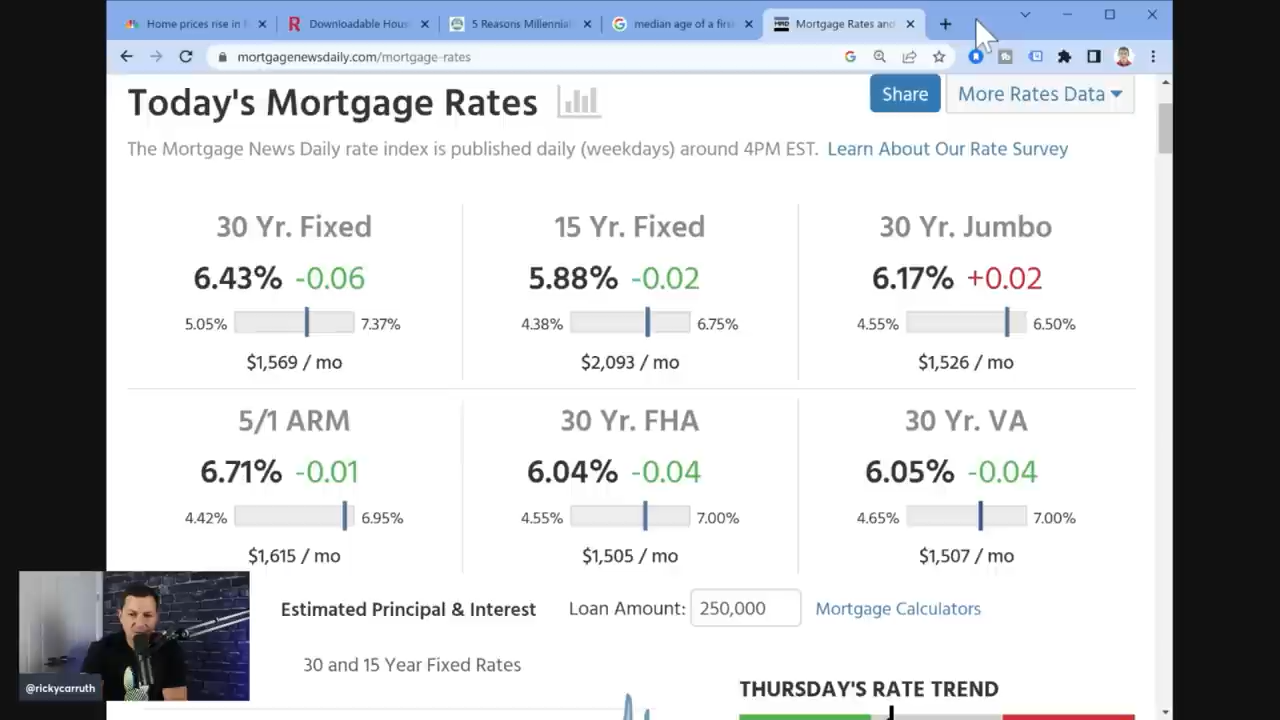 Home prices rise in
Downloadable Hous
5 Reasons Millennial
median age of a firs
Mortgage Rates and
mortgagenewsdaily.com/mortgage-rates
Today's Mortgage Rates
Share
More Rates Data
The Mortgage News Daily rate index is published daily (weekdays) around 4PM EST. Learn About Our Rate Survey
30 Yr. Fixed
6.43% -0.06
5.05% 7.37%
$1,569 / mo
15 Yr. Fixed
5.88% -0.02
4.38% 6.75%
$2,093 / mo
30 Yr. Jumbo
6.17% +0.02
4.55% 6.50%
$1,526 / mo
5/1 ARM
6.71% -0.01
4.42% 6.95%
$1,615 / mo
30 Yr. FHA
6.04% -0.04
4.55% 7.00%
$1,505 / mo
30 Yr. VA
6.05% -0.04
4.65% 7.00%
$1,507 / mo
Estimated Principal & Interest Loan Amount: 250,000 Mortgage Calculators
30 and 15 Year Fixed Rates
THURSDAY'S RATE TREND
@rickycarruth